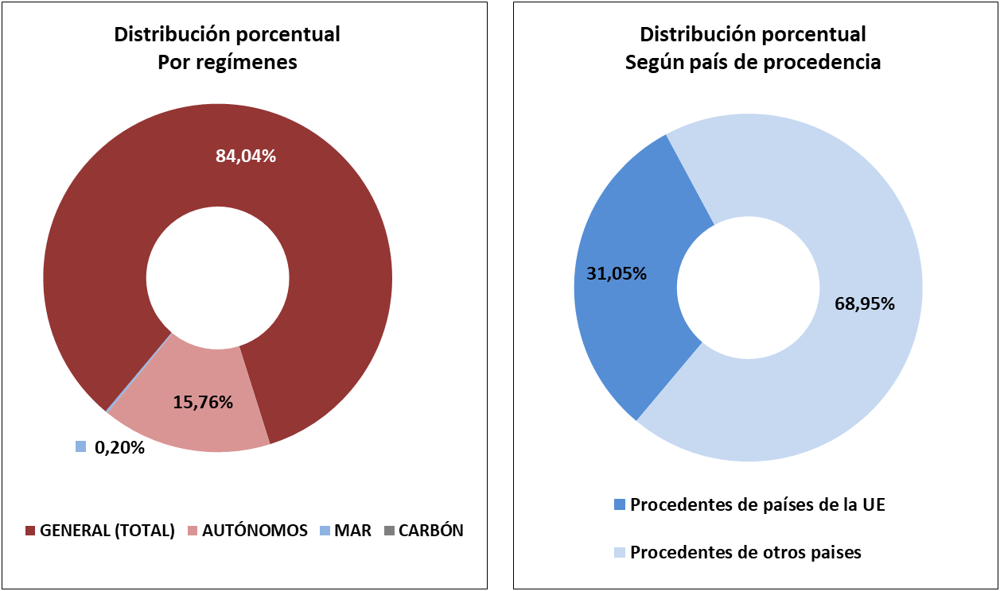 Distribución porcentual
Por regímenes
84,04%
15,76%
0,20%
GENERAL (TOTAL) AUTÓNOMOS MAR CARBÓN
Distribución porcentual
Según país de procedencia
31,05%
68,95%
Procedentes de países de la UE
Procedentes de otros paises